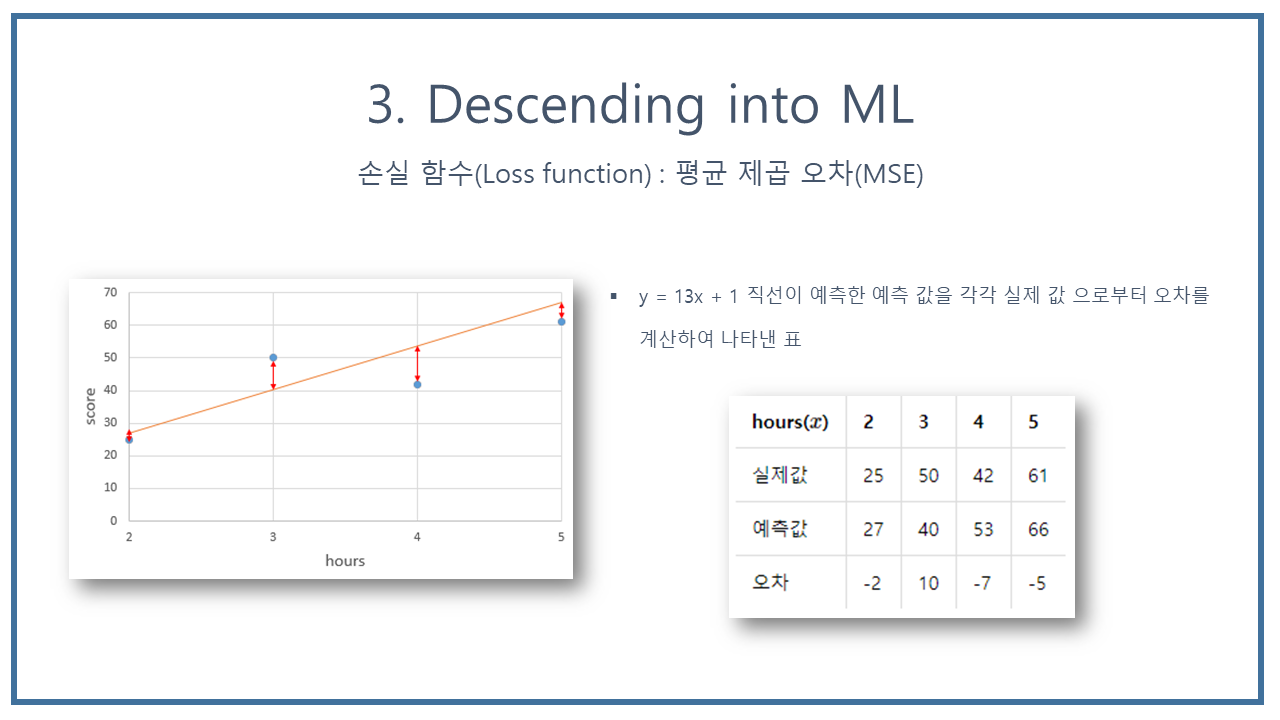 3. Descending into ML
손실 함수(Loss function) : 평균 제곱 오차(MSE)
70
60
50
40
30
20
10
0
score
2 3 4 5
hours
▪ y = 13x + 1 직선이 예측한 예측 값을 각각 실제 값 으로부터 오차를
계산하여 나타낸 표
hours(x) 2 3 4 5
실제값 25 50 42 61
예측값 27 40 53 66
오차 -2 10 -7 -5